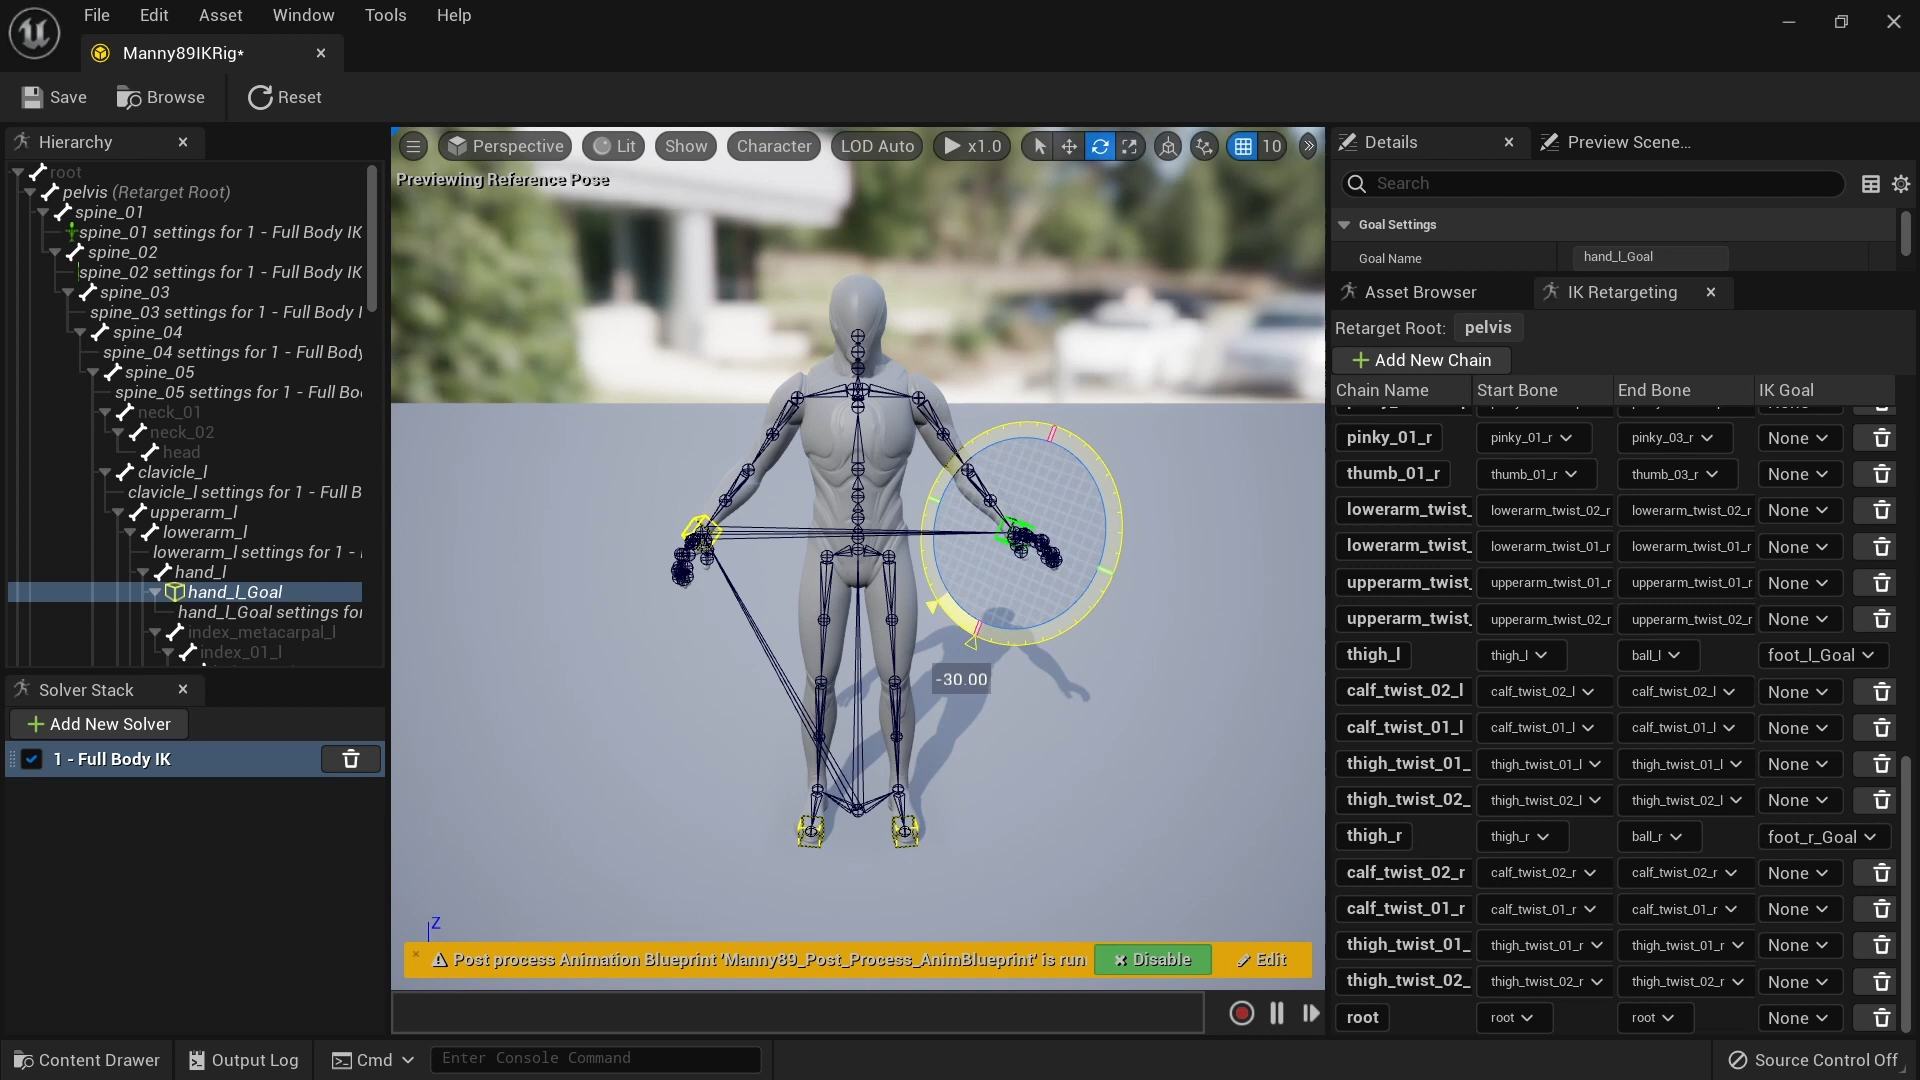 File Edit Asset Window Tools Help
Manny89IKRig*
Save Browse Reset
Hierarchy
root
pelvis (Retarget Root)
spine_01
spine_01 settings for 1 - Full Body IK
spine_02
spine_02 settings for 1 - Full Body IK
spine_03
spine_03 settings for 1 - Full Body I
spine_04
spine_04 settings for 1 - Full Body
spine_05
spine_05 settings for 1 - Full Bo
neck_01
neck_02
head
clavicle_l
clavicle_l settings for 1 - Full B
upperarm_l
lowerarm_l
lowerarm_l settings for 1 -
hand_l
hand_l_Goal
hand_l_Goal settings for
index_metacarpal_l
index_01_l
Solver Stack
+ Add New Solver
1 - Full Body IK
Perspective Lit Show Character LOD Auto x1.0 10
Previewing Reference Pose
-30.00
Z
Post process Animation Blueprint 'Manny89_Post_Process_AnimBlueprint' is run
Disable
Edit
Details Preview Scene...
Search
Goal Settings
Goal Name hand_l_Goal
Asset Browser IK Retargeting
Retarget Root: pelvis
+ Add New Chain
Chain Name Start Bone End Bone IK Goal
pinky_01_r pinky_01_r pinky_03_r None
thumb_01_r thumb_01_r thumb_03_r None
lowerarm_twist_ lowerarm_twist_02_r lowerarm_twist_02_r None
lowerarm_twist_ lowerarm_twist_01_r lowerarm_twist_01_r None
upperarm_twist_ upperarm_twist_01_r upperarm_twist_01_r None
upperarm_twist_ upperarm_twist_02_r upperarm_twist_02_r None
thigh_l thigh_l ball_l foot_l_Goal
calf_twist_02_l calf_twist_02_l calf_twist_02_l None
calf_twist_01_l calf_twist_01_l calf_twist_01_l None
thigh_twist_01_ thigh_twist_01_l thigh_twist_01_l None
thigh_twist_02_ thigh_twist_02_l thigh_twist_02_l None
thigh_r thigh_r ball_r foot_r_Goal
calf_twist_02_r calf_twist_02_r calf_twist_02_r None
calf_twist_01_r calf_twist_01_r calf_twist_01_r None
thigh_twist_01_ thigh_twist_01_r thigh_twist_01_r None
thigh_twist_02_ thigh_twist_02_r thigh_twist_02_r None
root root root None
Content Drawer Output Log Cmd Enter Console Command Source Control Off